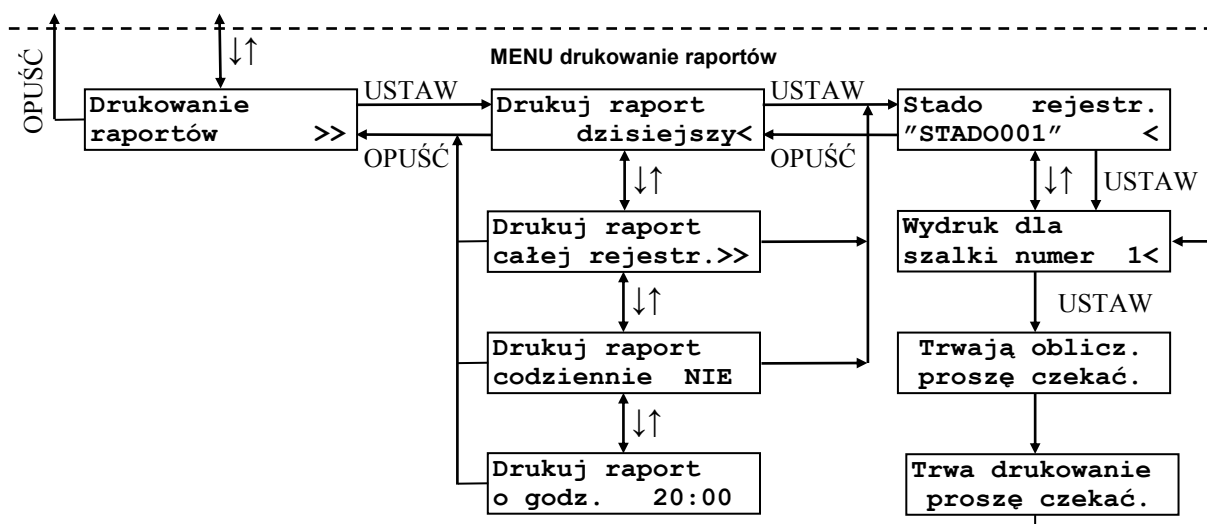 ↓↑
MENU drukowanie raportów
OPUŚĆ
Drukowanie
raportów >>
USTAW
OPUŚĆ
Drukuj raport
dzisiejszy<
USTAW
OPUŚĆ
Stado rejestr.
"STADO001" <
↓↑
↓↑
USTAW
Drukuj raport
całej rejestr.>>
Wydruk dla
szalki numer 1<
↓↑
USTAW
Drukuj raport
codziennie NIE
Trwają oblicz.
proszę czekać.
↓↑
Drukuj raport
o godz. 20:00
Trwa drukowanie
proszę czekać.